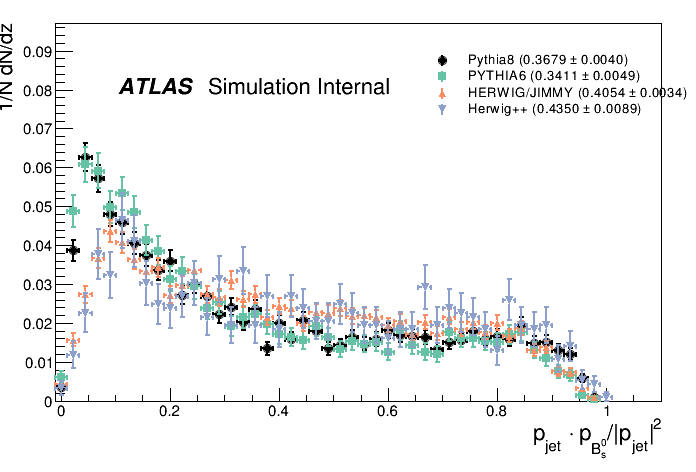 1/N dN/dz
0.09
0.08
0.07
0.06
0.05
0.04
0.03
0.02
0.01
0
ATLAS Simulation Internal
Pythia8 (0.3679 ± 0.0040)
PYTHIA6 (0.3411 ± 0.0049)
HERWIG/JIMMY (0.4054 ± 0.0034)
Herwig++ (0.4350 ± 0.0089)
0 0.2 0.4 0.6 0.8 1
p_jet · p_B_s^0/|p_jet|^2